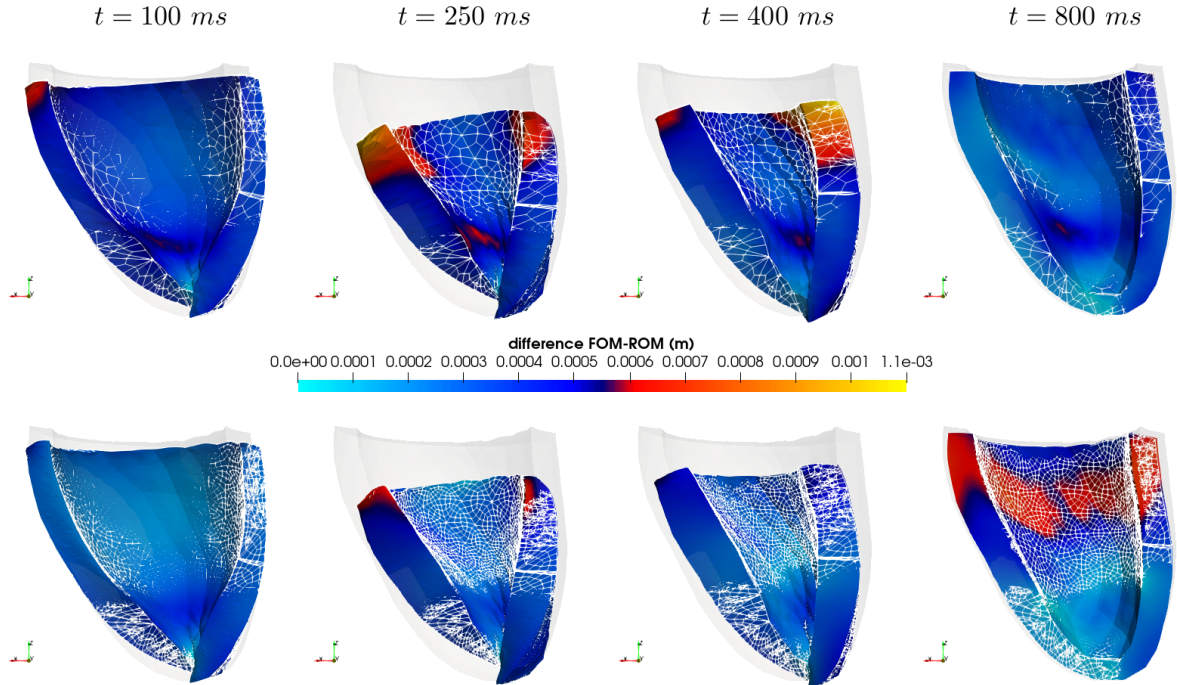 t = 100 ms
t = 250 ms
t = 400 ms
t = 800 ms
difference FOM-ROM (m)
0.0e+00 0.0001 0.0002 0.0003 0.0004 0.0005 0.0006 0.0007 0.0008 0.0009 0.001 1.1e-03